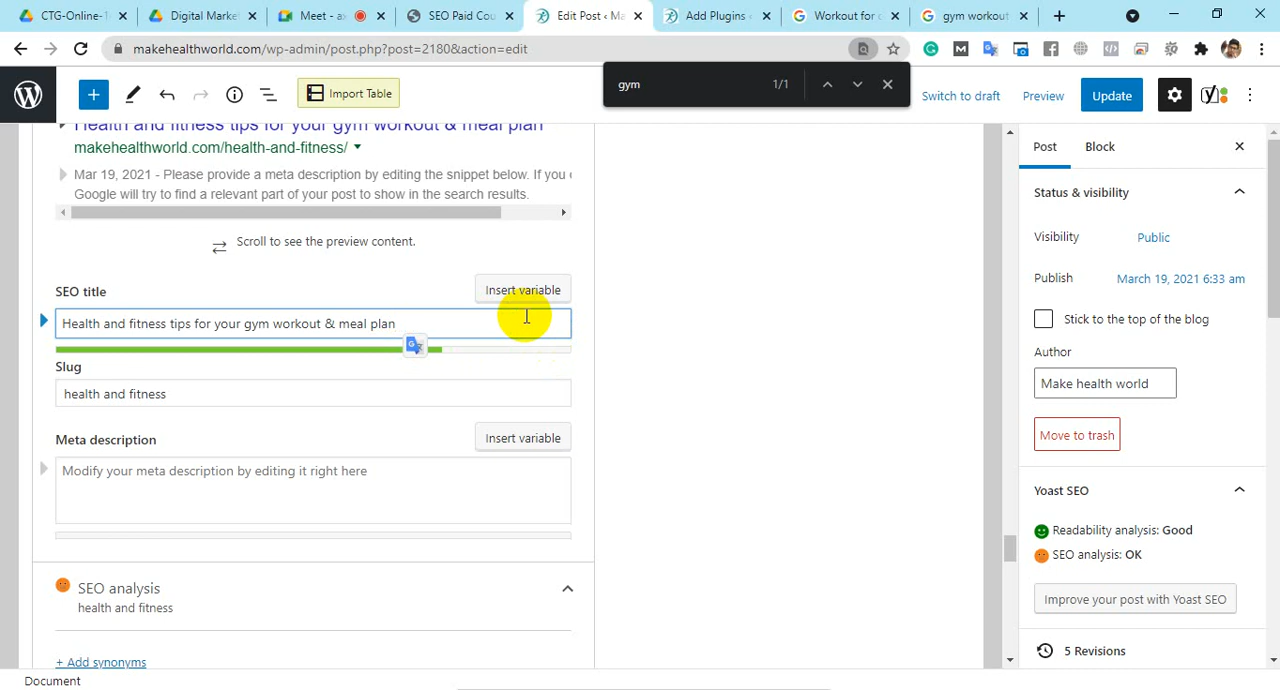 CTG-Online T
Digital Marke
Meet - a
SEO Paid Cou
Edit Post ‹ Ma
Add Plugins ‹
Workout for c
gym workout
makehealthworld.com/wp-admin/post.php?post=2180&action=edit
gym
1/1
Import Table
Switch to draft
Preview
Update
Health and fitness tips for your gym workout & meal plan
makehealthworld.com/health-and-fitness/
Mar 19, 2021 - Please provide a meta description by editing the snippet below. If you
Google will try to find a relevant part of your post to show in the search results.
Scroll to see the preview content.
SEO title
Insert variable
Health and fitness tips for your gym workout & meal plan
Slug
health and fitness
Meta description
Insert variable
Modify your meta description by editing it right here
SEO analysis
health and fitness
+ Add synonyms
Document
Post
Block
Status & visibility
Visibility
Public
Publish
March 19, 2021 6:33 am
Stick to the top of the blog
Author
Make health world
Move to trash
Yoast SEO
Readability analysis: Good
SEO analysis: OK
Improve your post with Yoast SEO
5 Revisions